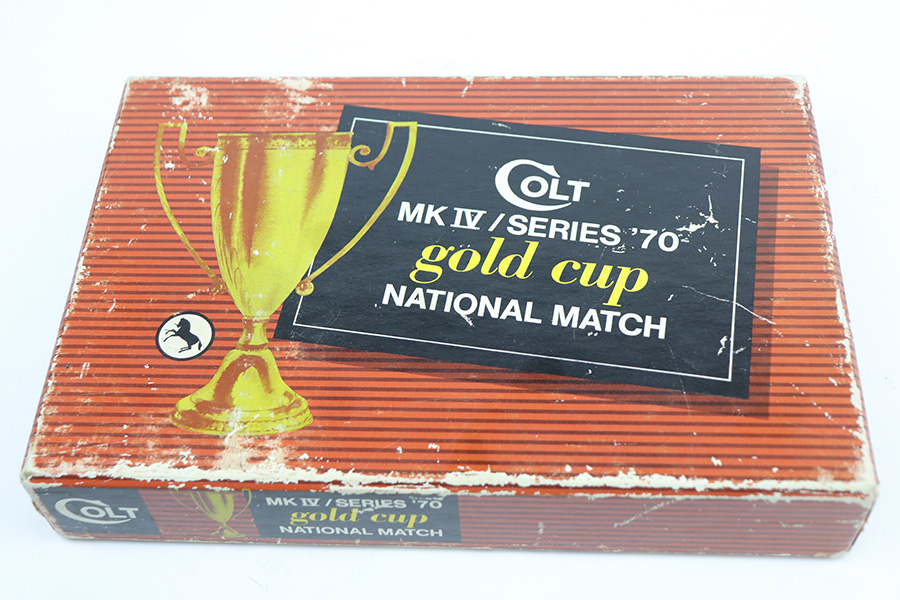 COLT
MK IV / SERIES '70
gold cup
NATIONAL MATCH
COLT
MK IV / SERIES '70
gold cup
NATIONAL MATCH